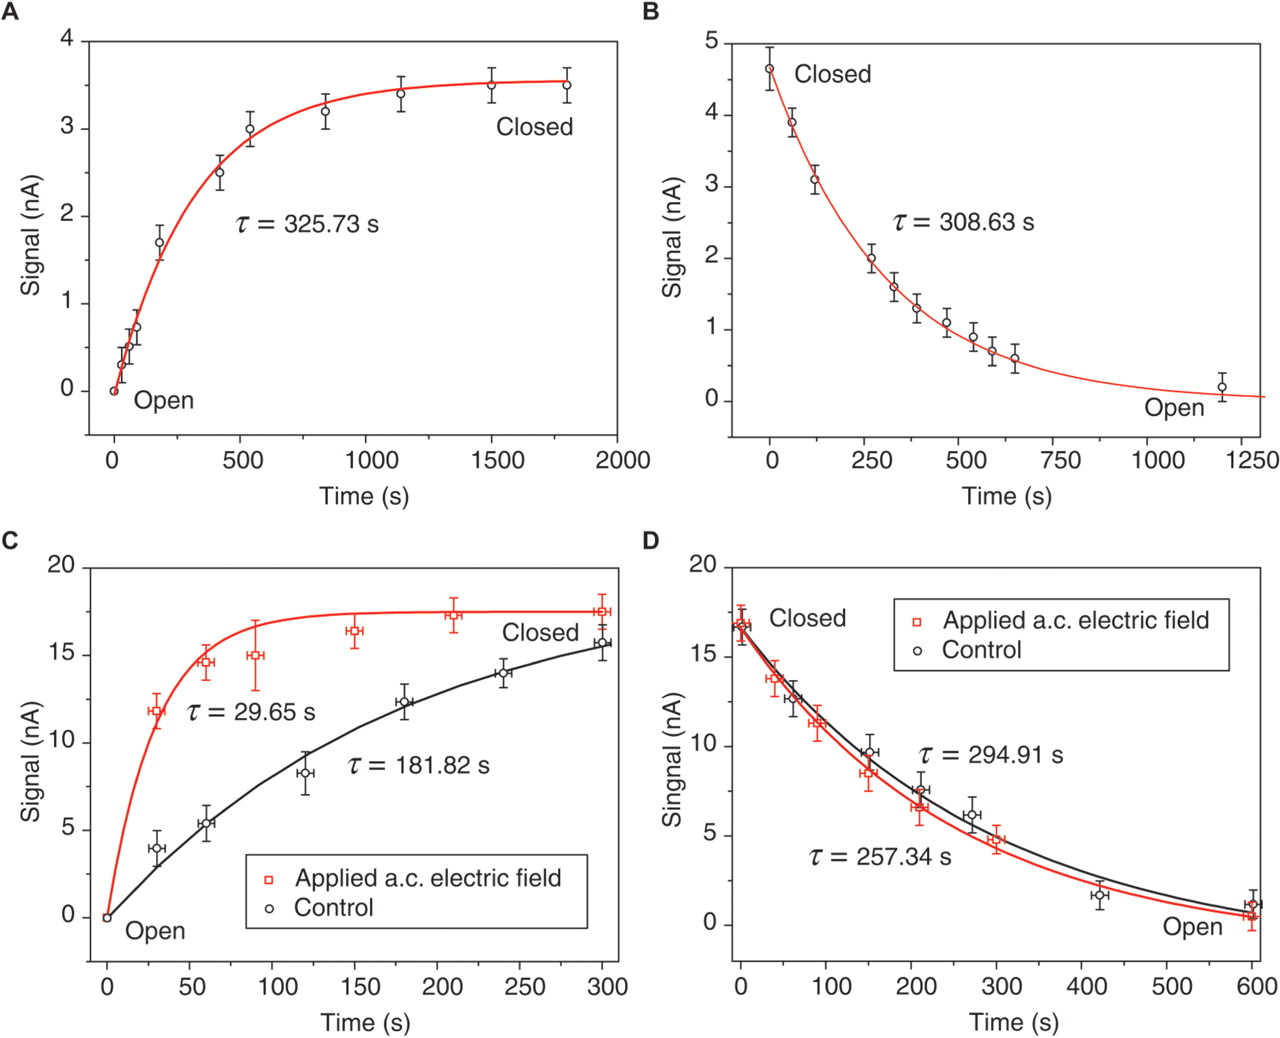 A
4
3
2
1
0
Signal (nA)
Closed
τ = 325.73 s
Open
0 500 1000 1500 2000
Time (s)
B
5
4
3
2
1
0
Signal (nA)
Closed
τ = 308.63 s
Open
0 250 500 750 1000 1250
Time (s)
C
20
15
10
5
0
Signal (nA)
Closed
τ = 29.65 s
τ = 181.82 s
Applied a.c. electric field
Control
Open
0 50 100 150 200 250 300
Time (s)
D
20
15
10
5
0
Singnal (nA)
Closed
Applied a.c. electric field
Control
τ = 294.91 s
τ = 257.34 s
Open
0 100 200 300 400 500 600
Time (s)